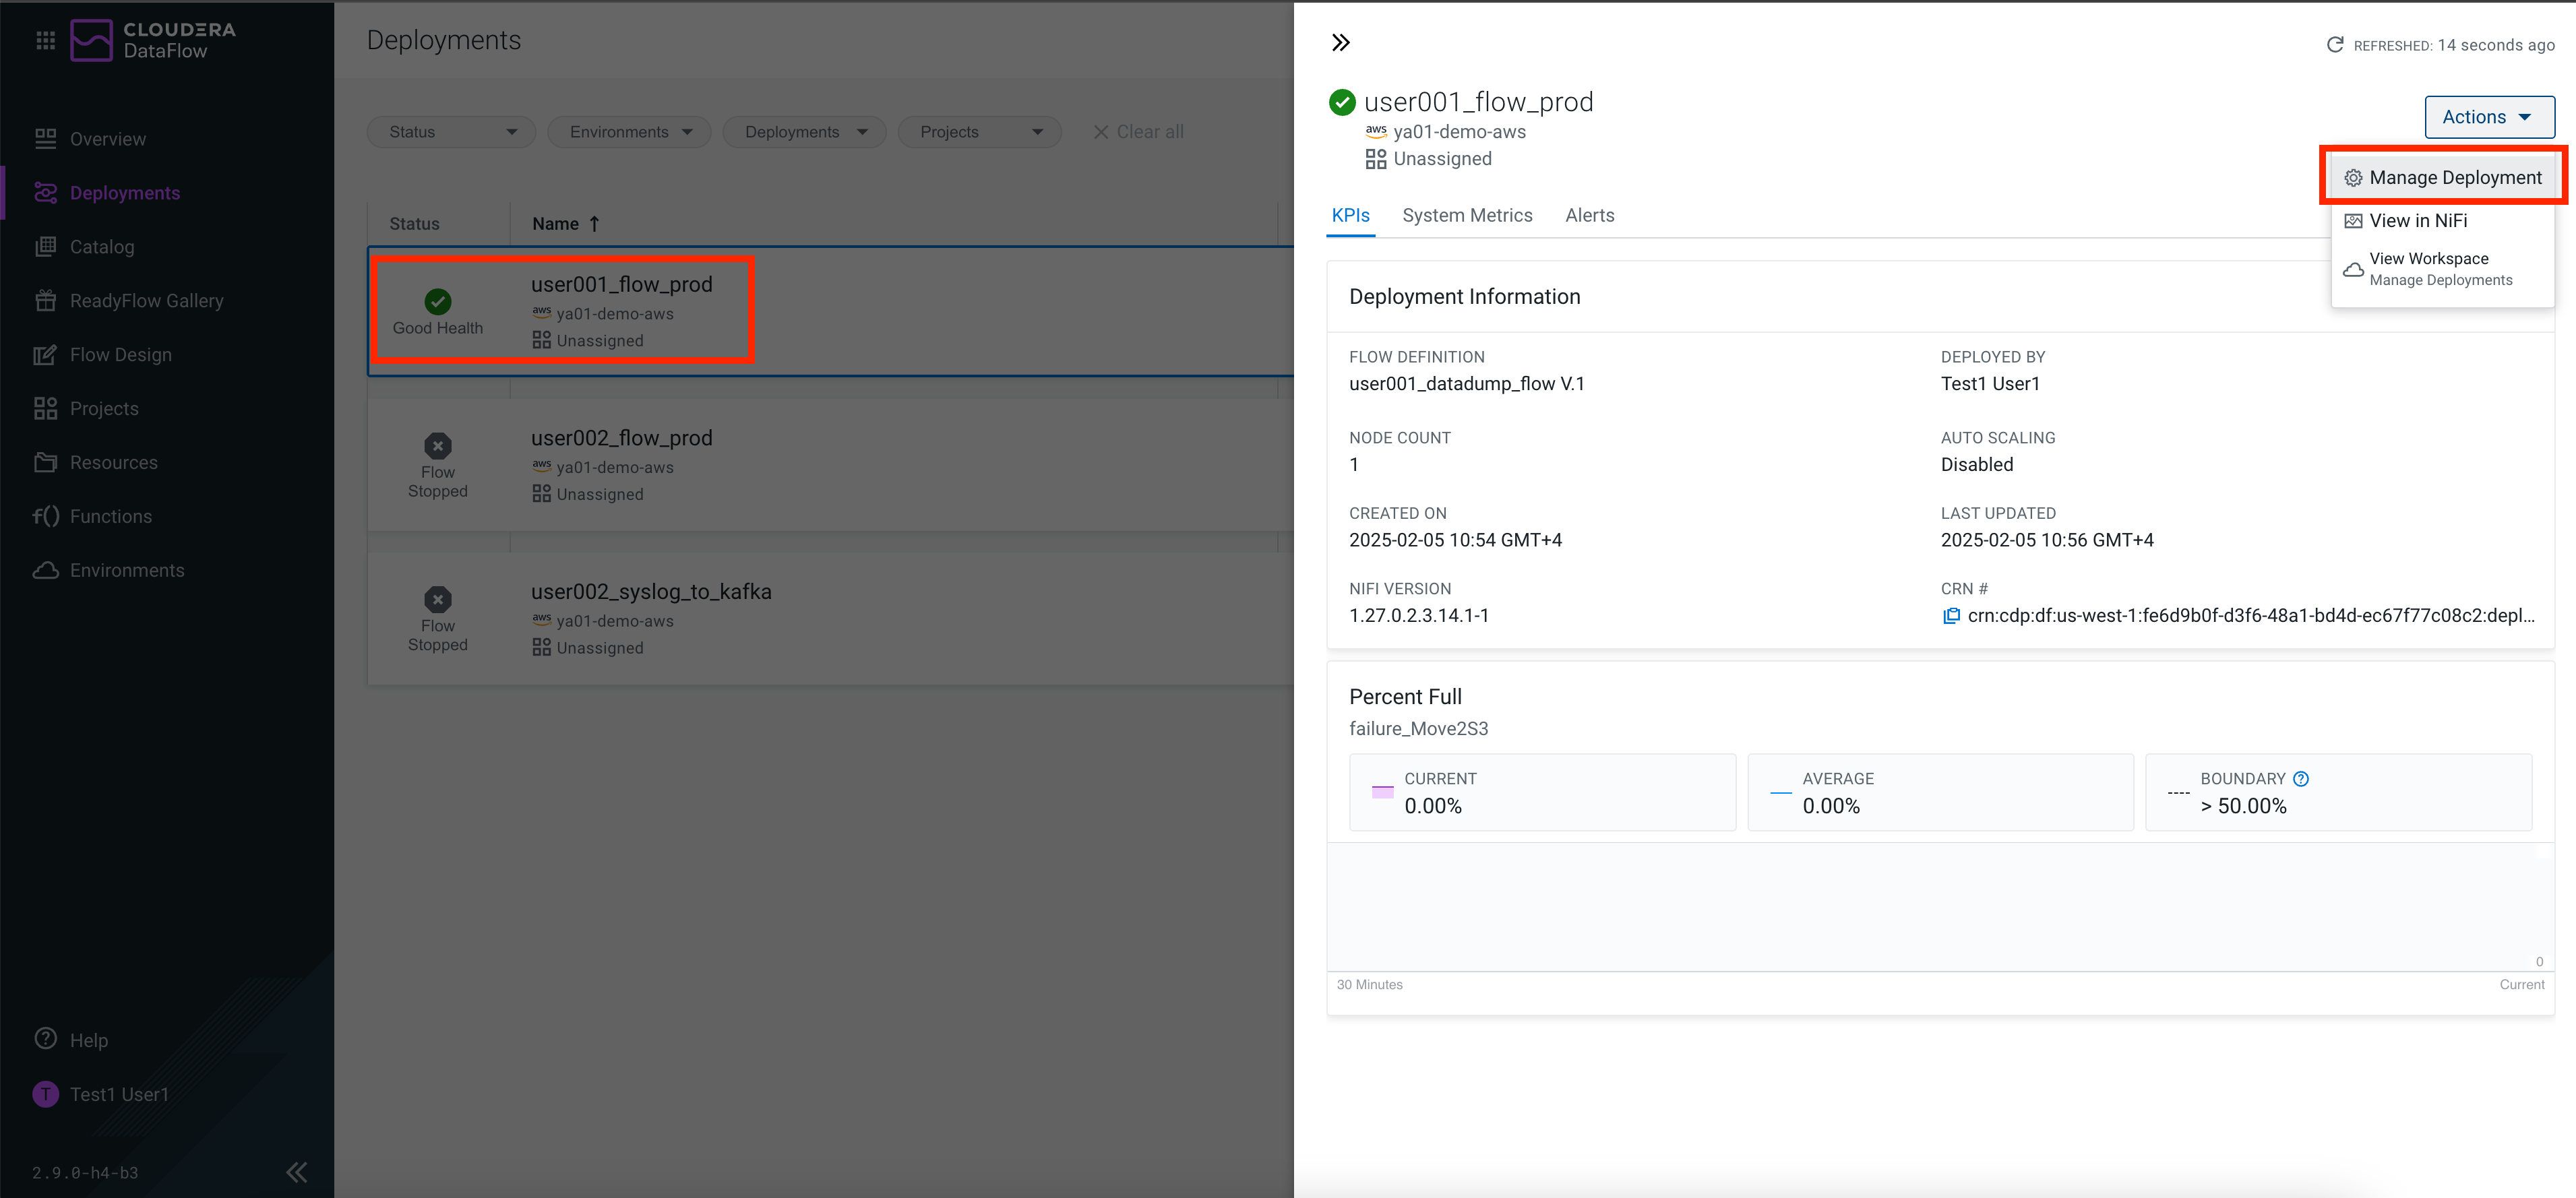 CLOUDERA
DataFlow
Overview
Deployments
Catalog
ReadyFlow Gallery
Flow Design
Projects
Resources
f()
Functions
Environments
Help
T
Test1 User1
2.9.0-h4-b3
Deployments
Status
Environments
Deployments
Projects
Clear all
Status
Name
Good Health
user001_flow_prod
aws ya01-demo-aws
Unassigned
Flow
Stopped
user002_flow_prod
aws ya01-demo-aws
Unassigned
Flow
Stopped
user002_syslog_to_kafka
aws ya01-demo-aws
Unassigned
REFRESHED: 14 seconds ago
user001_flow_prod
aws ya01-demo-aws
Unassigned
Actions
Manage Deployment
View in NiFi
View Workspace
Manage Deployments
KPIs
System Metrics
Alerts
Deployment Information
FLOW DEFINITION
user001_datadump_flow V.1
DEPLOYED BY
Test1 User1
NODE COUNT
1
AUTO SCALING
Disabled
CREATED ON
2025-02-05 10:54 GMT+4
LAST UPDATED
2025-02-05 10:56 GMT+4
NIFI VERSION
1.27.0.2.3.14.1-1
CRN #
crn:cdp:df:us-west-1:fe6d9b0f-d3f6-48a1-bd4d-ec67f77c08c2:depl...
Percent Full
failure_Move2S3
CURRENT
0.00%
AVERAGE
0.00%
BOUNDARY
> 50.00%
0
30 Minutes
Current